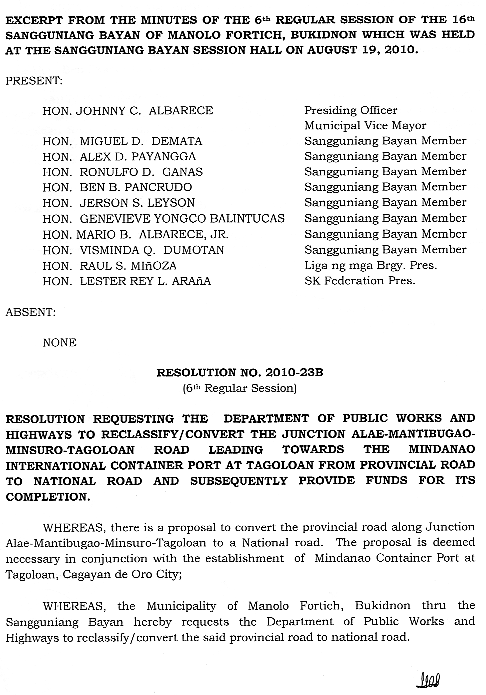 EXCERPT FROM THE MINUTES OF THE 6th REGULAR SESSION OF THE 16th
SANGGUNIANG BAYAN OF MANOLO FORTICH, BUKIDNON WHICH WAS HELD
AT THE SANGGUNIANG BAYAN SESSION HALL ON AUGUST 19, 2010.
PRESENT:
HON. JOHNNY C. ALBARECE Presiding Officer
Municipal Vice Mayor
HON. MIGUEL D. DEMATA Sangguniang Bayan Member
HON. ALEX D. PAYANGGA Sangguniang Bayan Member
HON. RONULFO D. GANAS Sangguniang Bayan Member
HON. BEN B. PANCRUDO Sangguniang Bayan Member
HON. JERSON S. LEYSON Sangguniang Bayan Member
HON. GENEVIEVE YONGCO BALINTUCAS Sangguniang Bayan Member
HON. MARIO B. ALBARECE, JR. Sangguniang Bayan Member
HON. VISMINDA Q. DUMOTAN Sangguniang Bayan Member
HON. RAUL S. MIñOZA Liga ng mga Brgy. Pres.
HON. LESTER REY L. ARAñA SK Federation Pres.
ABSENT:
NONE
RESOLUTION NO. 2010-23B
(6th Regular Session)
RESOLUTION REQUESTING THE DEPARTMENT OF PUBLIC WORKS AND
HIGHWAYS TO RECLASSIFY/CONVERT THE JUNCTION ALAE-MANTIBUGAO-
MINSURO-TAGOLOAN ROAD LEADING TOWARDS THE MINDANAO
INTERNATIONAL CONTAINER PORT AT TAGOLOAN FROM PROVINCIAL ROAD
TO NATIONAL ROAD AND SUBSEQUENTLY PROVIDE FUNDS FOR ITS
COMPLETION.
WHEREAS, there is a proposal to convert the provincial road along Junction
Alae-Mantibugao-Minsuro-Tagoloan to a National road. The proposal is deemed
necessary in conjunction with the establishment of Mindanao Container Port at
Tagoloan, Cagayan de Oro City;
WHEREAS, the Municipality of Manolo Fortich, Bukidnon thru the
Sangguniang Bayan hereby requests the Department of Public Works and
Highways to reclassify/convert the said provincial road to national road.